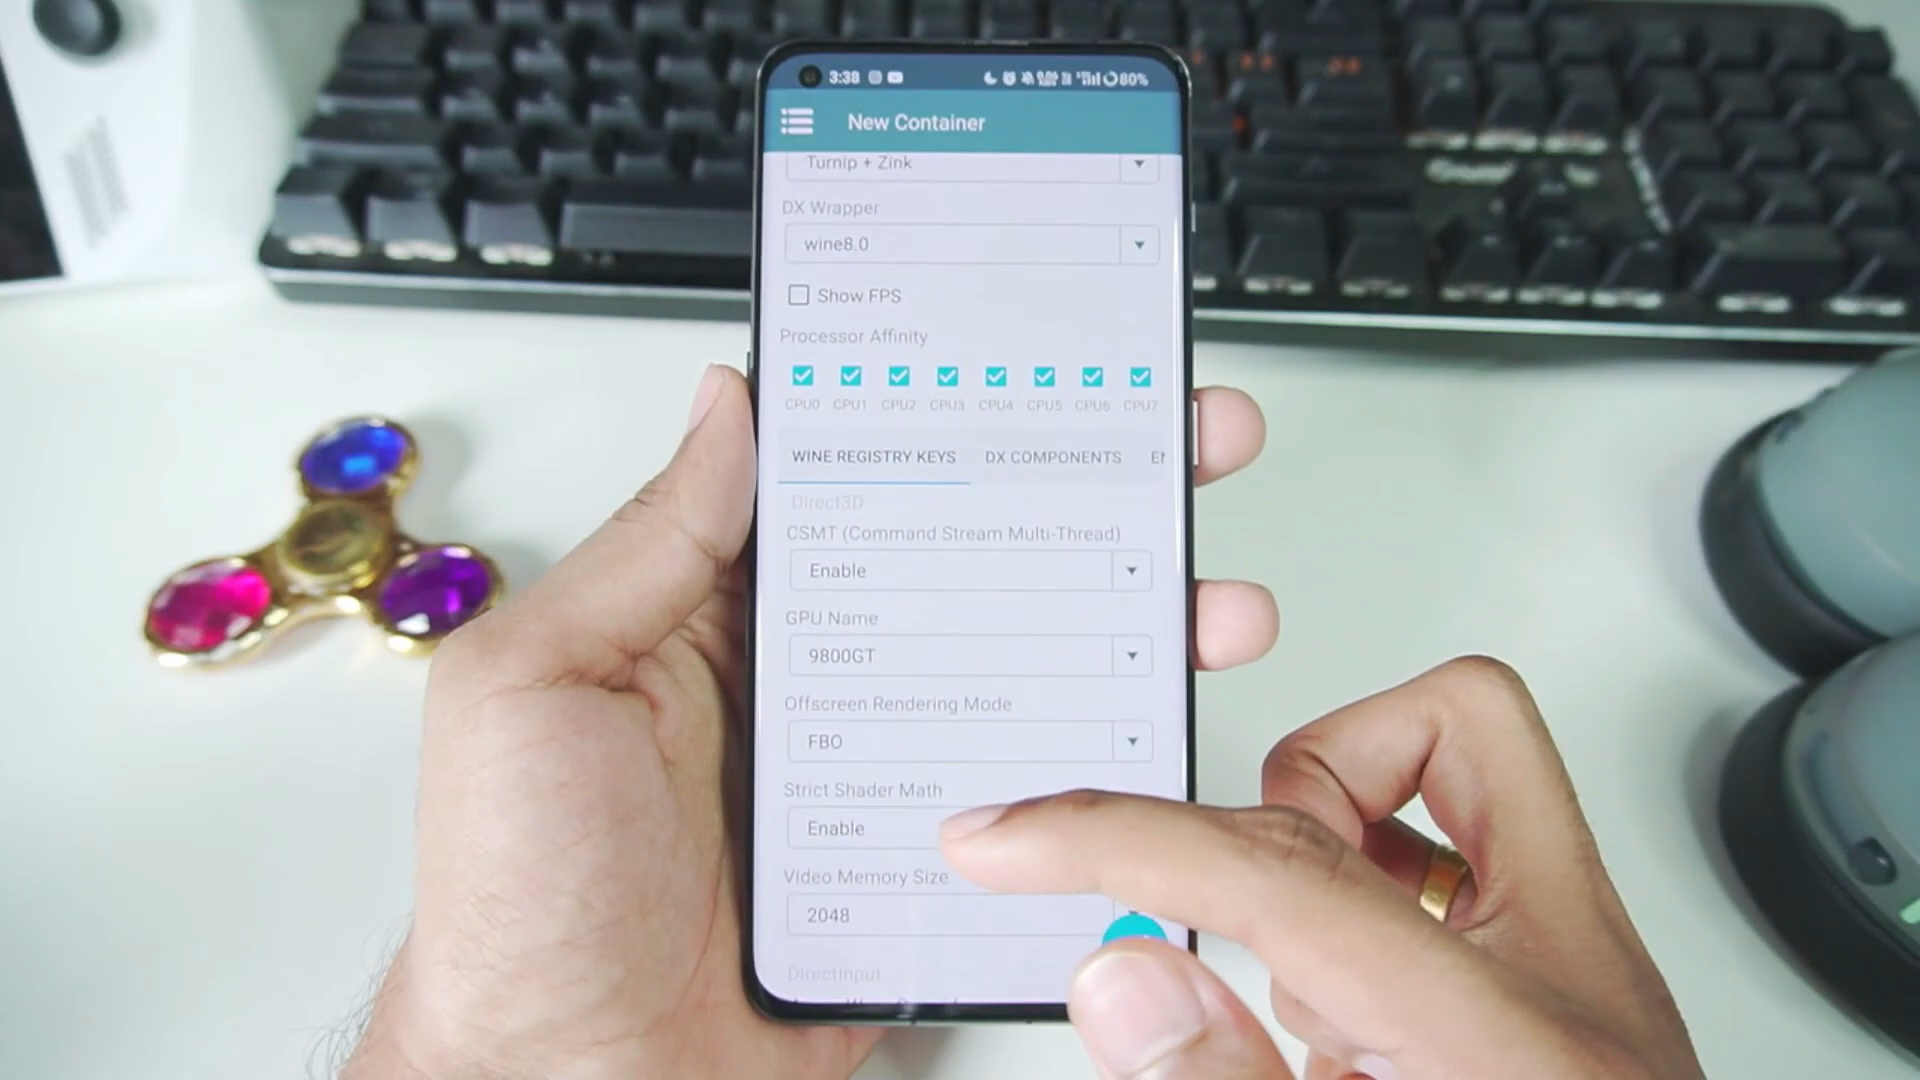 3:38 80%
New Container
Turnip + Zink
DX Wrapper
wine8.0
Show FPS
Processor Affinity
CPU0 CPU1 CPU2 CPU3 CPU4 CPU5 CPU6 CPU7
WINE REGISTRY KEYS DX COMPONENTS
Direct3D
CSMT (Command Stream Multi-Thread)
Enable
GPU Name
9800GT
Offscreen Rendering Mode
FBO
Strict Shader Math
Enable
Video Memory Size
2048
DirectInput